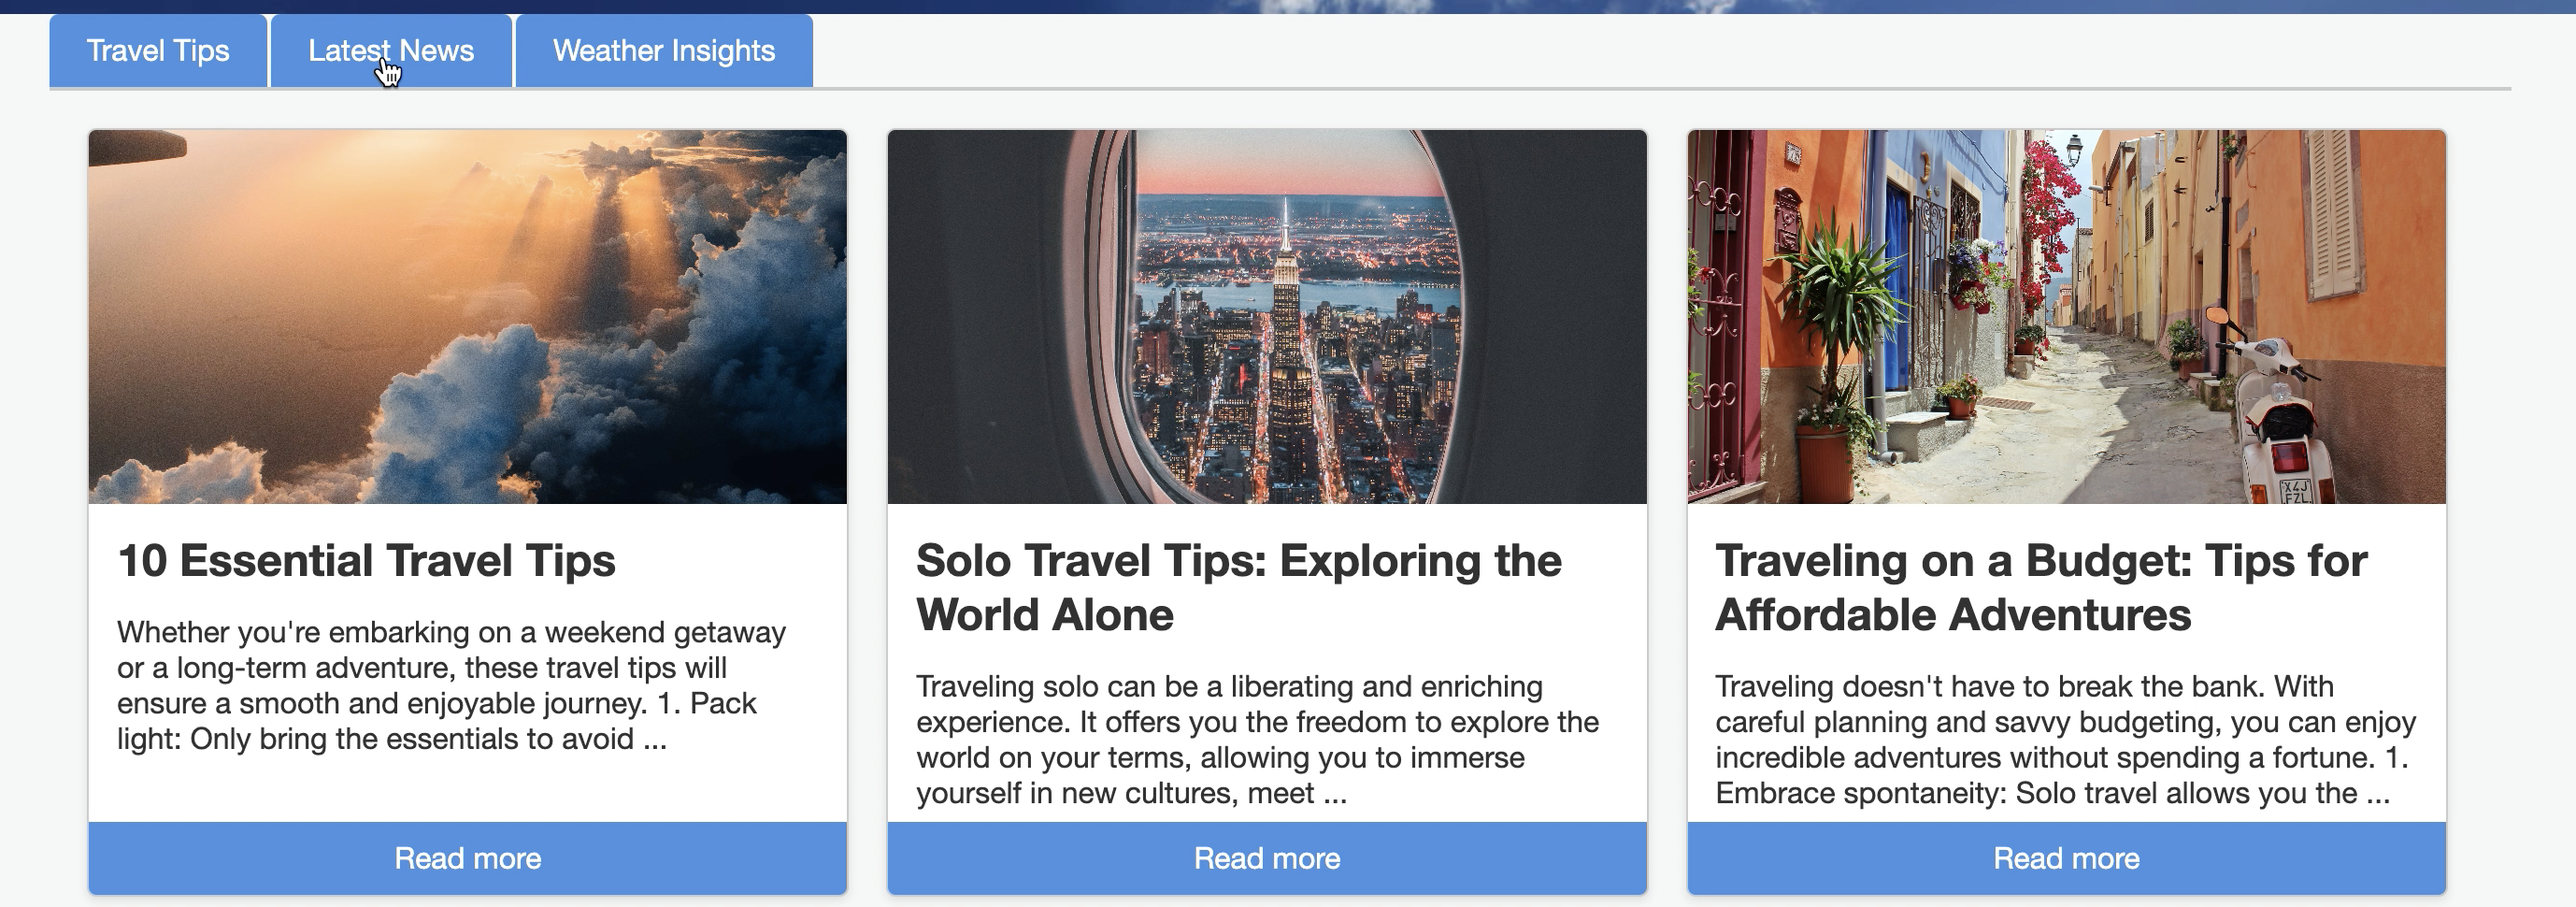 Travel Tips
Latest News
Weather Insights
10 Essential Travel Tips
Whether you're embarking on a weekend getaway
or a long-term adventure, these travel tips will
ensure a smooth and enjoyable journey. 1. Pack
light: Only bring the essentials to avoid ...
Read more
Solo Travel Tips: Exploring the
World Alone
Traveling solo can be a liberating and enriching
experience. It offers you the freedom to explore the
world on your terms, allowing you to immerse
yourself in new cultures, meet ...
Read more
X4J
FZL
Traveling on a Budget: Tips for
Affordable Adventures
Traveling doesn't have to break the bank. With
careful planning and savvy budgeting, you can enjoy
incredible adventures without spending a fortune. 1.
Embrace spontaneity: Solo travel allows you the ...
Read more